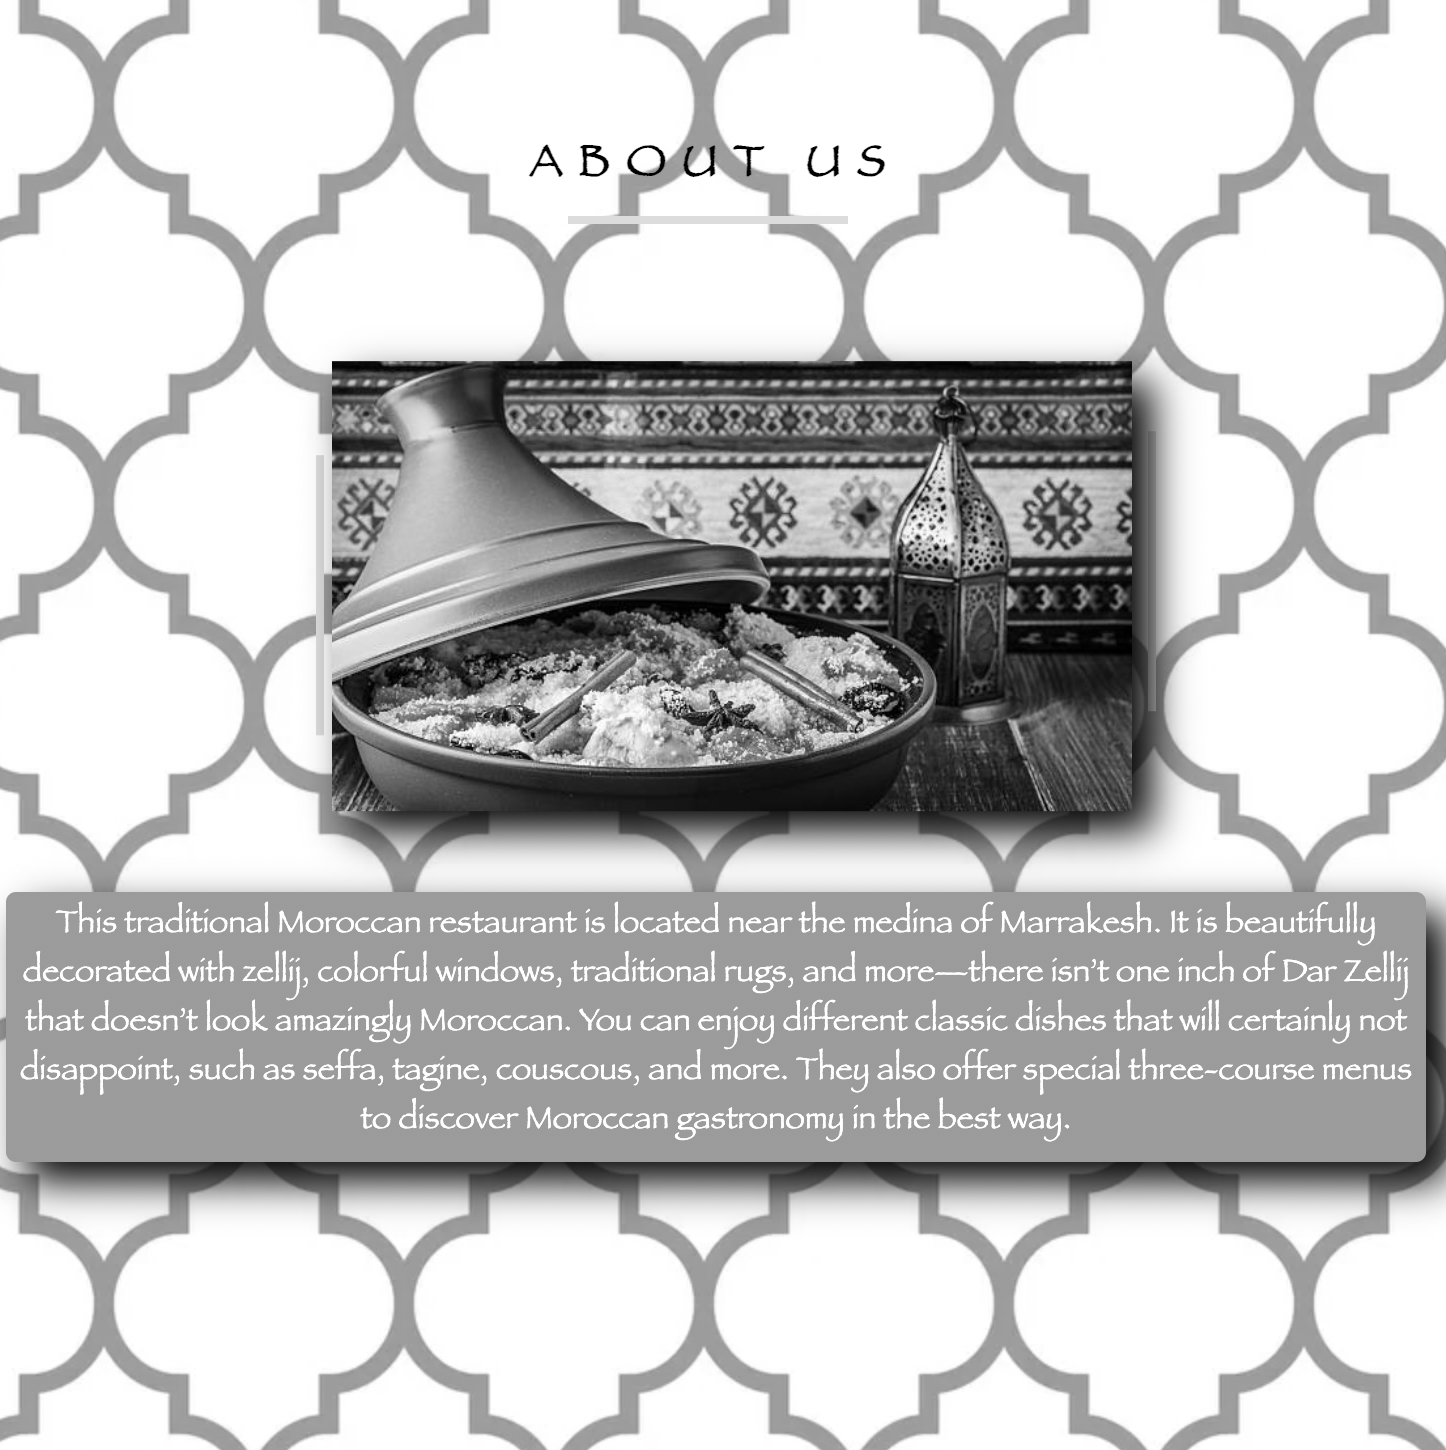 ABOUT US
This traditional Moroccan restaurant is located near the medina of Marrakesh. It is beautifully
decorated with zellij, colorful windows, traditional rugs, and more—there isn’t one inch of Dar Zellij
that doesn’t look amazingly Moroccan. You can enjoy different classic dishes that will certainly not
disappoint, such as seffa, tagine, couscous, and more. They also offer special three-course menus
to discover Moroccan gastronomy in the best way.